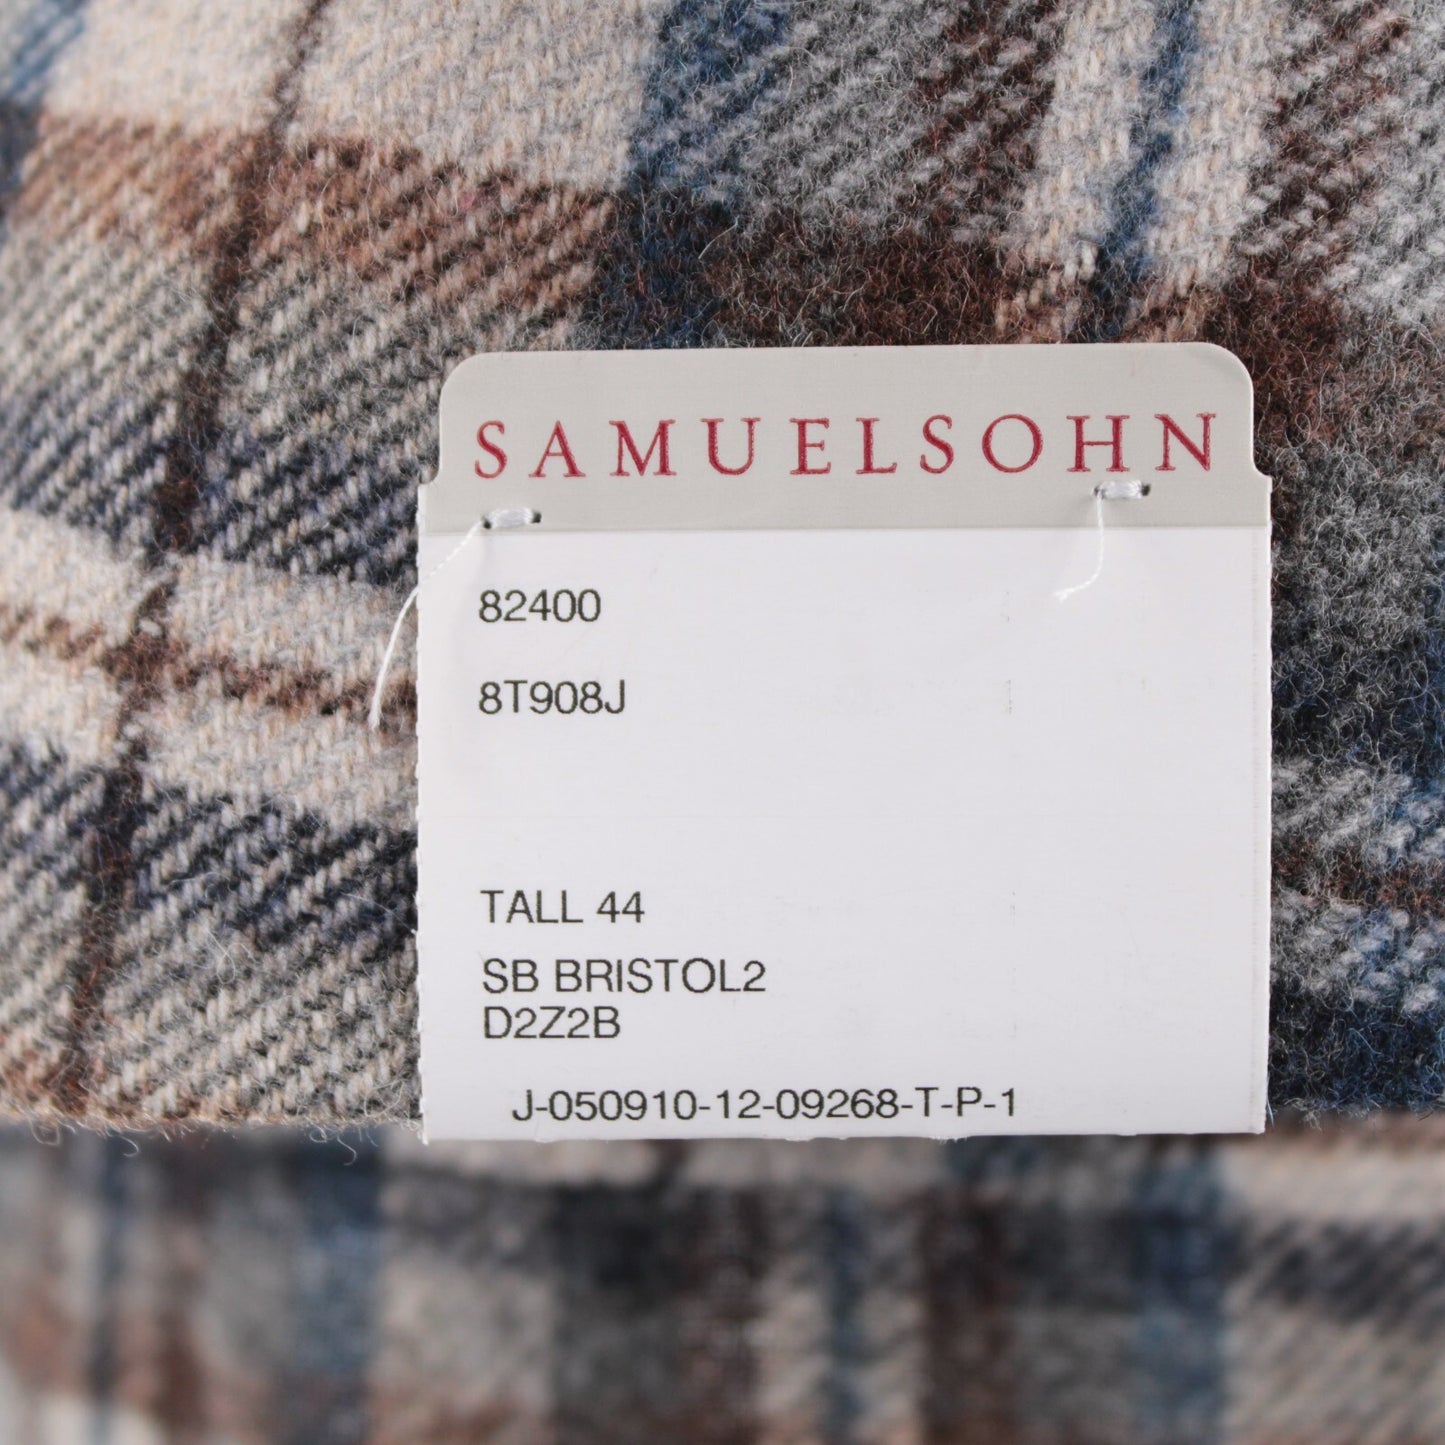 SAMUELSOHN
82400
8T908J
TALL 44
SB BRISTOL2
D2Z2B
J-050910-12-09268-T-P-1